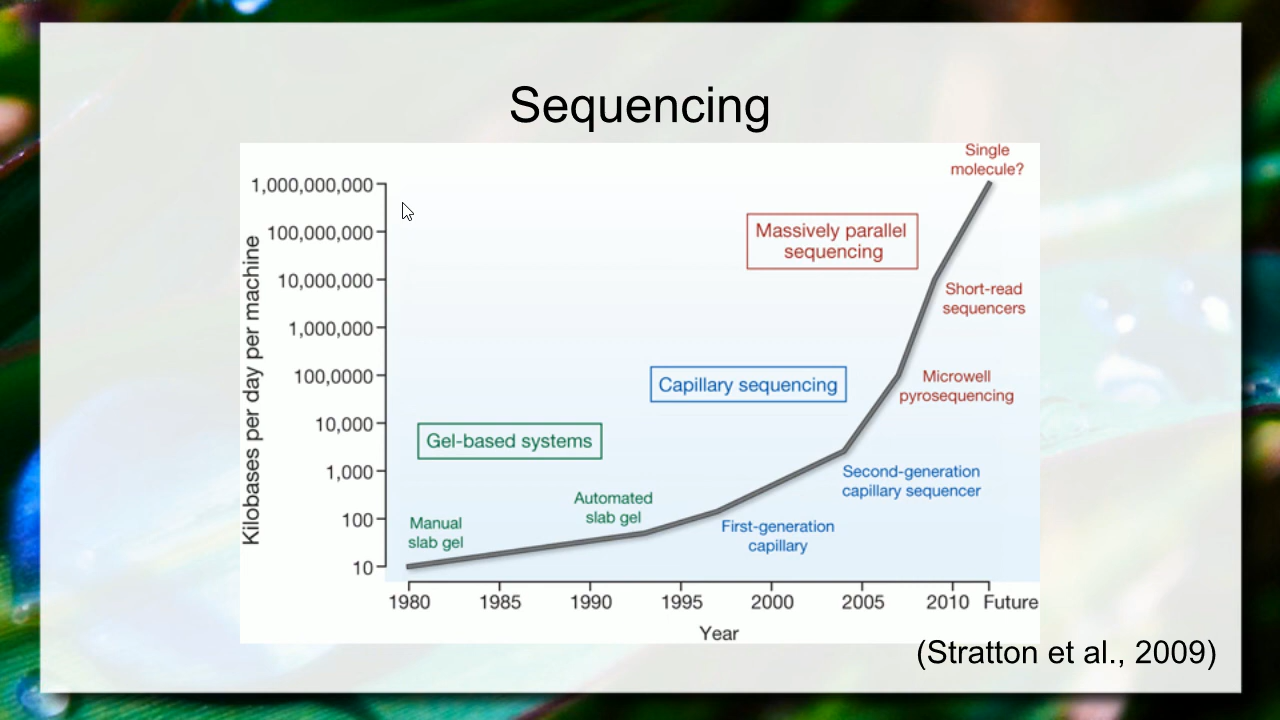 Sequencing
Single
molecule?
1,000,000,000
100,000,000
10,000,000
1,000,000
100,0000
10,000
1,000
100
10
Kilobases per day per machine
Massively parallel
sequencing
Short-read
sequencers
Capillary sequencing
Microwell
pyrosequencing
Gel-based systems
Second-generation
capillary sequencer
Automated
slab gel
First-generation
capillary
Manual
slab gel
1980 1985 1990 1995 2000 2005 2010 Future
Year
(Stratton et al., 2009)